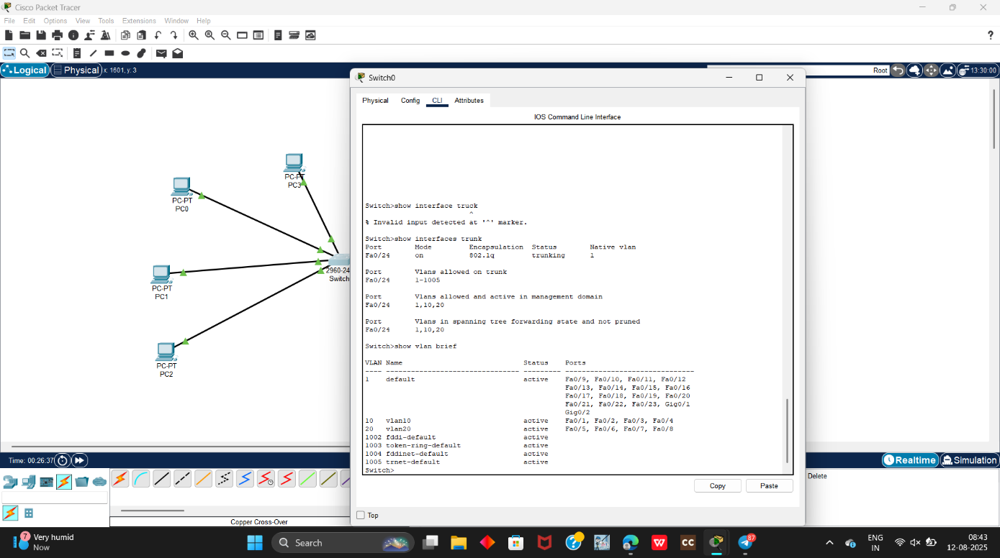 Cisco Packet Tracer
File Edit Options View Tools Extensions Window Help
?
Logical Physical x: 1601, y: 3
Root 13:30:00
PC-PT
PC3
PC-PT
PC0
PC-PT
PC1
PC-PT
PC2
2960-24
Switch
Switch0
Physical Config CLI Attributes
IOS Command Line Interface
Switch>show interface truck
^
% Invalid input detected at '^' marker.
Switch>show interfaces trunk
Port Mode Encapsulation Status Native vlan
Fa0/24 on 802.1q trunking 1
Port Vlans allowed on trunk
Fa0/24 1-1005
Port Vlans allowed and active in management domain
Fa0/24 1,10,20
Port Vlans in spanning tree forwarding state and not pruned
Fa0/24 1,10,20
Switch>show vlan brief
VLAN Name Status Ports
---- -------------------------------- --------- -------------------------------
1 default active Fa0/9, Fa0/10, Fa0/11, Fa0/12
Fa0/13, Fa0/14, Fa0/15, Fa0/16
Fa0/17, Fa0/18, Fa0/19, Fa0/20
Fa0/21, Fa0/22, Fa0/23, Gig0/1
Gig0/2
10 vlan10 active Fa0/1, Fa0/2, Fa0/3, Fa0/4
20 vlan20 active Fa0/5, Fa0/6, Fa0/7, Fa0/8
1002 fddi-default active
1003 token-ring-default active
1004 fddinet-default active
1005 trnet-default active
Switch>
Copy Paste
Top
Time: 00:26:37
Realtime Simulation
Delete
Copper Cross-Over
7
Very humid
Now
Search
CC
87
ENG
IN
08:43
12-08-2025